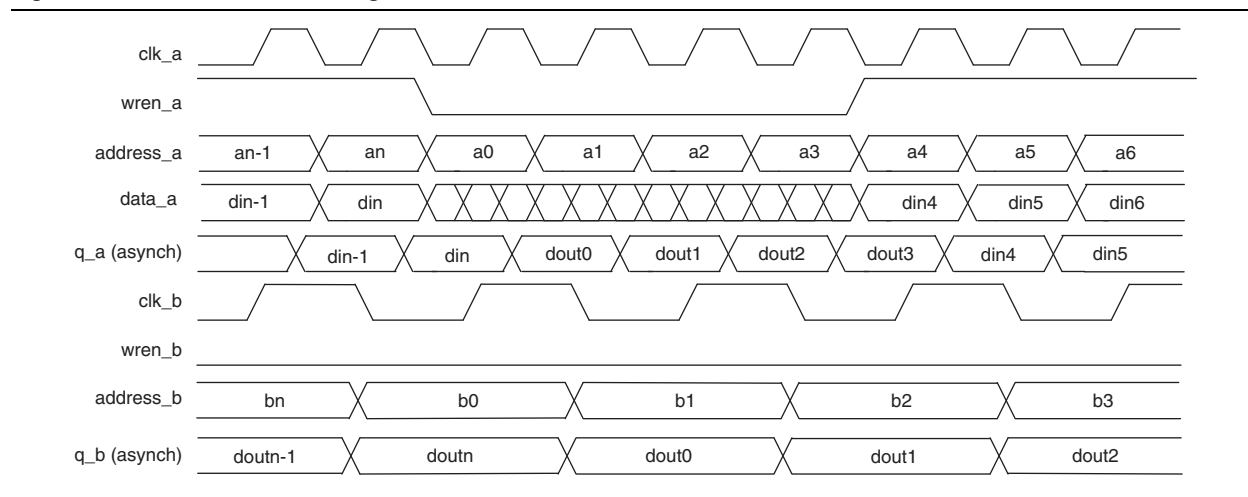 clk_a
wren_a
address_a an-1 an a0 a1 a2 a3 a4 a5 a6
data_a din-1 din din4 din5 din6
q_a (asynch) din-1 din dout0 dout1 dout2 dout3 din4 din5
clk_b
wren_b
address_b bn b0 b1 b2 b3
q_b (asynch) doutn-1 doutn dout0 dout1 dout2